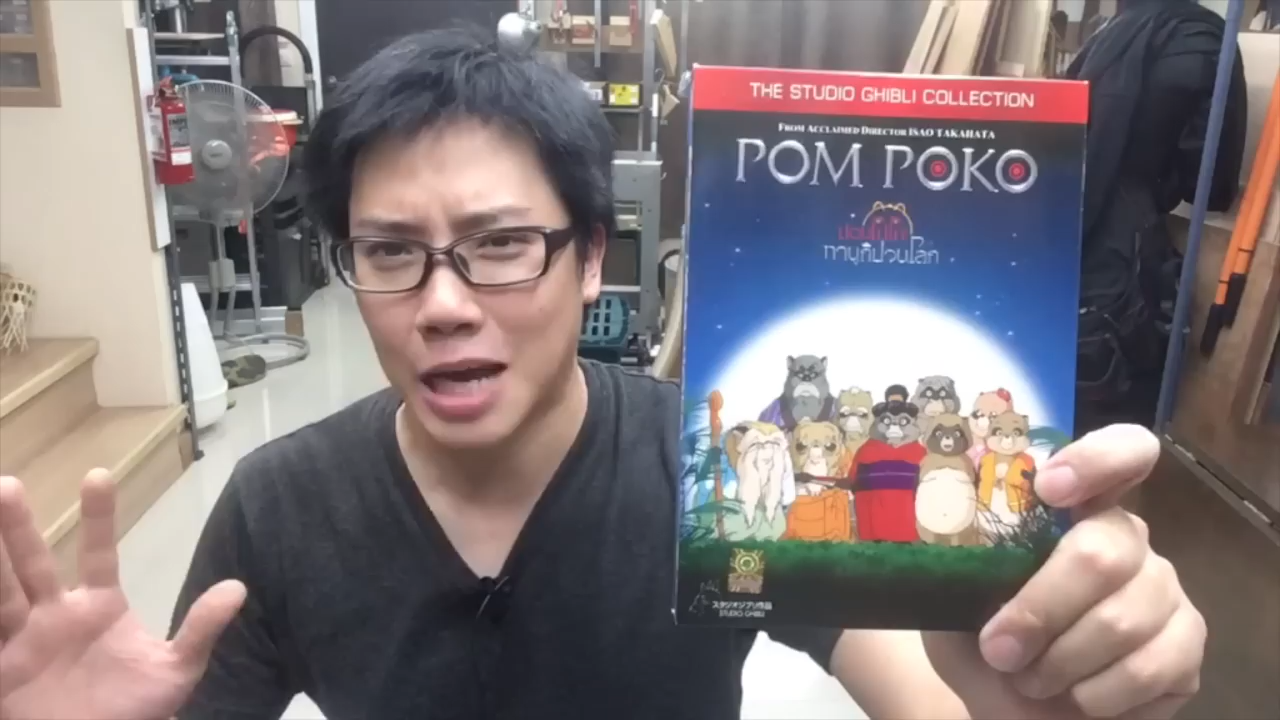 THE STUDIO GHIBLI COLLECTION
FROM ACCLAIMED DIRECTOR ISAO TAKAHATA
POM POKO
ปอมโปโกะ
ทานูกิป่วนโลก
スタジオジブリ作品
STUDIO GHIBLI